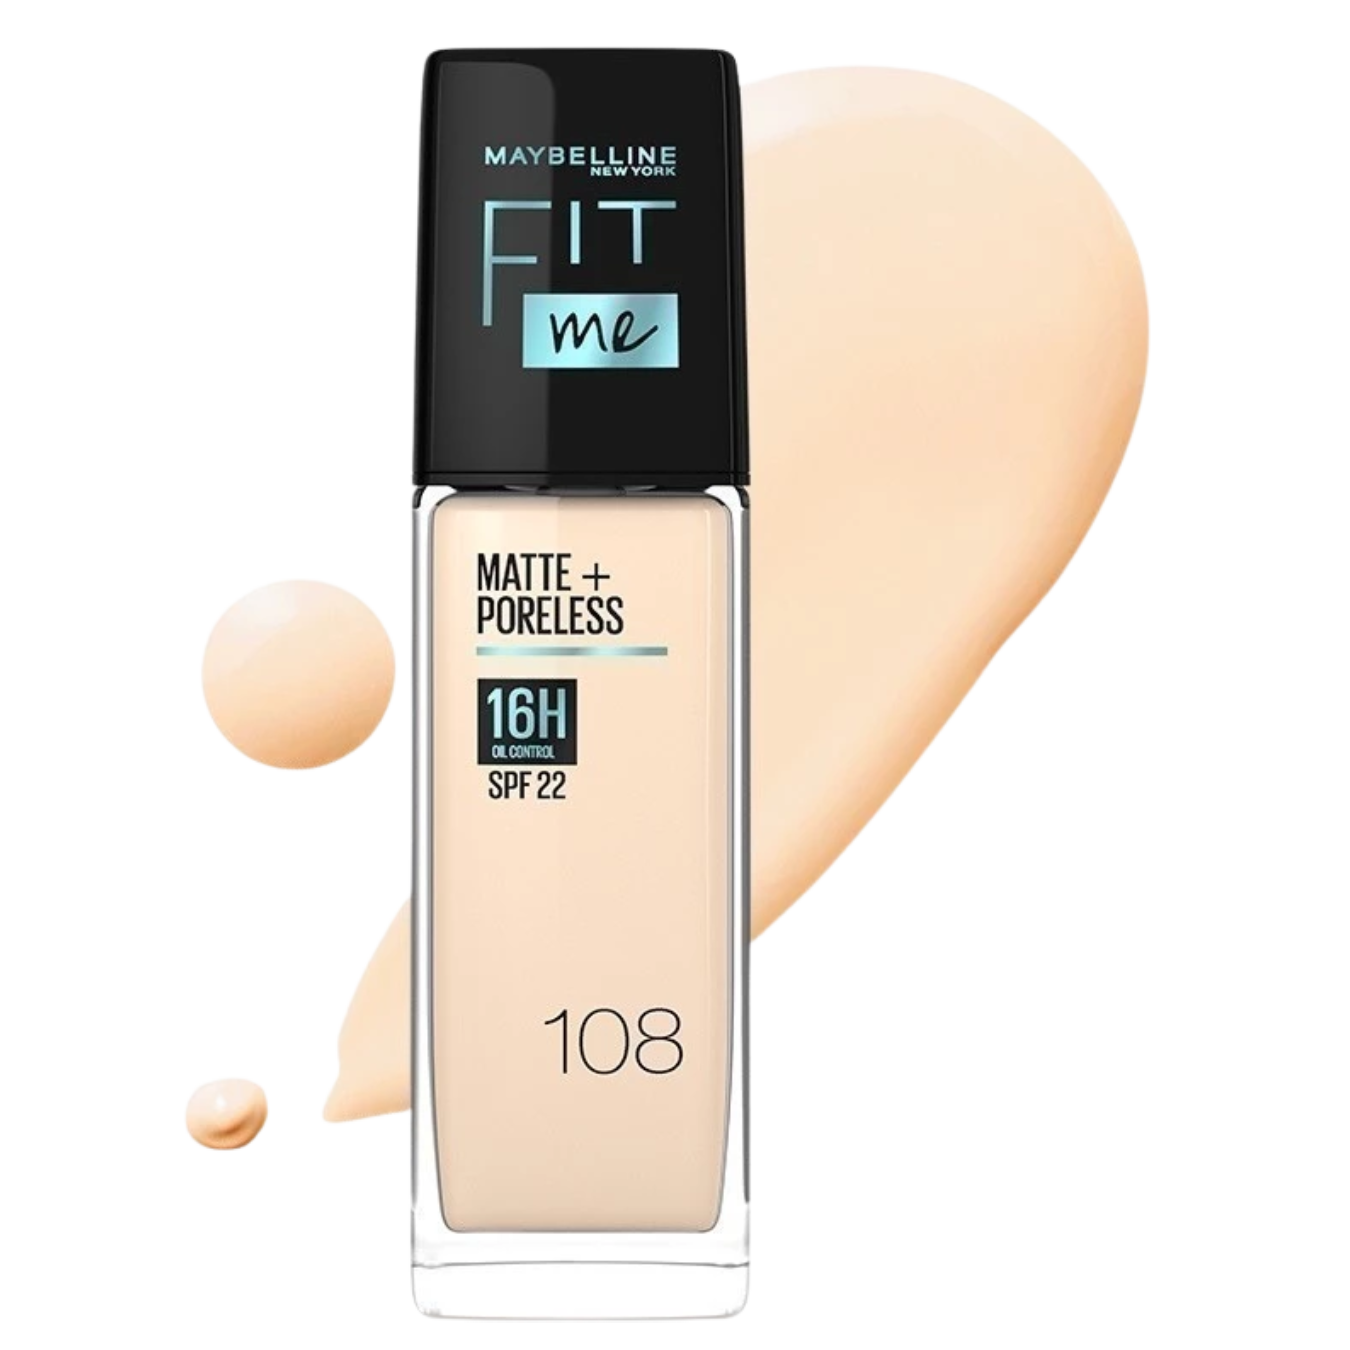 MAYBELLINE
NEW YORK
FIT
me
MATTE +
PORELESS
16H
OIL CONTROL
SPF 22
108